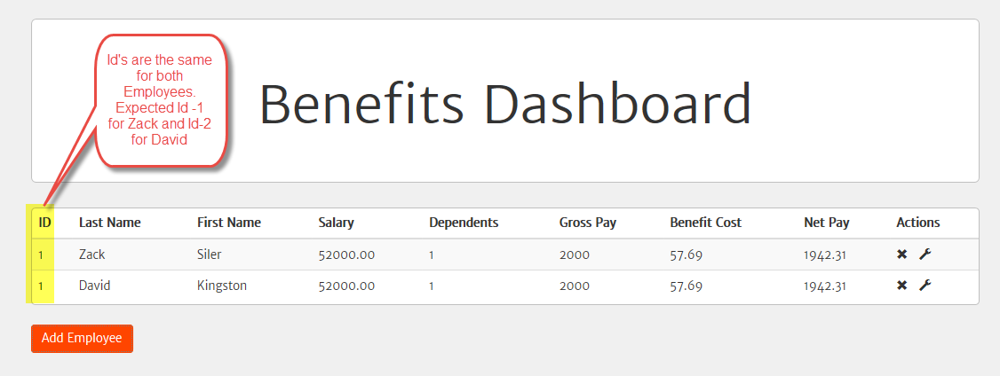 Id's are the same
for both
Employees.
Expected Id -1
for Zack and Id-2
for David
Benefits Dashboard
ID Last Name First Name Salary Dependents Gross Pay Benefit Cost Net Pay Actions
1 Zack Siler 52000.00 1 2000 57.69 1942.31
1 David Kingston 52000.00 1 2000 57.69 1942.31
Add Employee